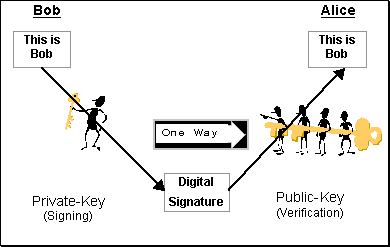 Bob
Alice
This is
Bob
This is
Bob
One Way
Digital
Signature
Private-Key
(Signing)
Public-Key
(Verification)